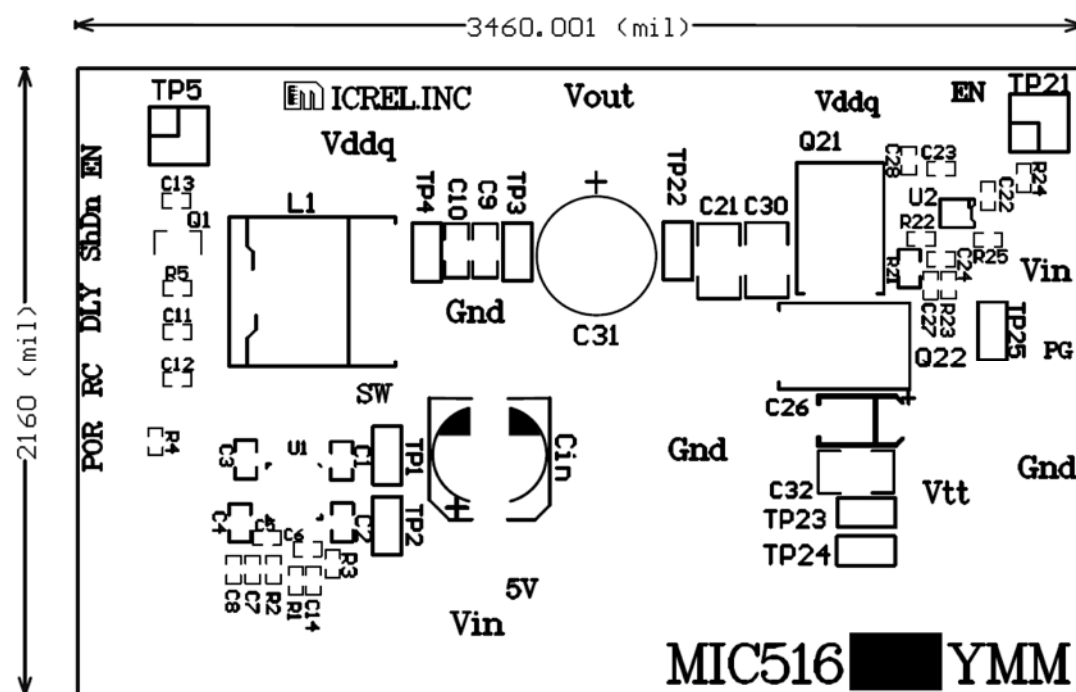 3460.001 (mil)
2160 (mil)
TP5
ICREL.INC
Vout
Vddq
EN
TP21
Vddq
Q21
C28
C23
EN
C13
L1
TP4
C10
C9
TP3
TP22
C21
C30
U2
C22
R24
ShDn
Q1
R22
R25
R21
C24
Vin
R5
Gnd
C31
C27
R23
TP25
DLY
C11
PG
Q22
RC
C12
SW
C26
POR
R4
C3
U1
C1
TP1
Cin
Gnd
Gnd
C32
Vtt
C4
C5
C6
C2
TP2
TP23
R3
TP24
C8
C7
R2
R1
C14
5V
Vin
MIC516
YMM